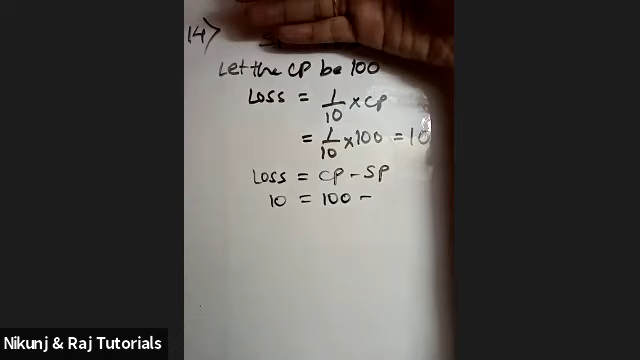 14)
Let the CP be 100
Loss = 1/10 × CP
= 1/10 × 100 = 10
Loss = CP - SP
10 = 100 -
Nikunj & Raj Tutorials